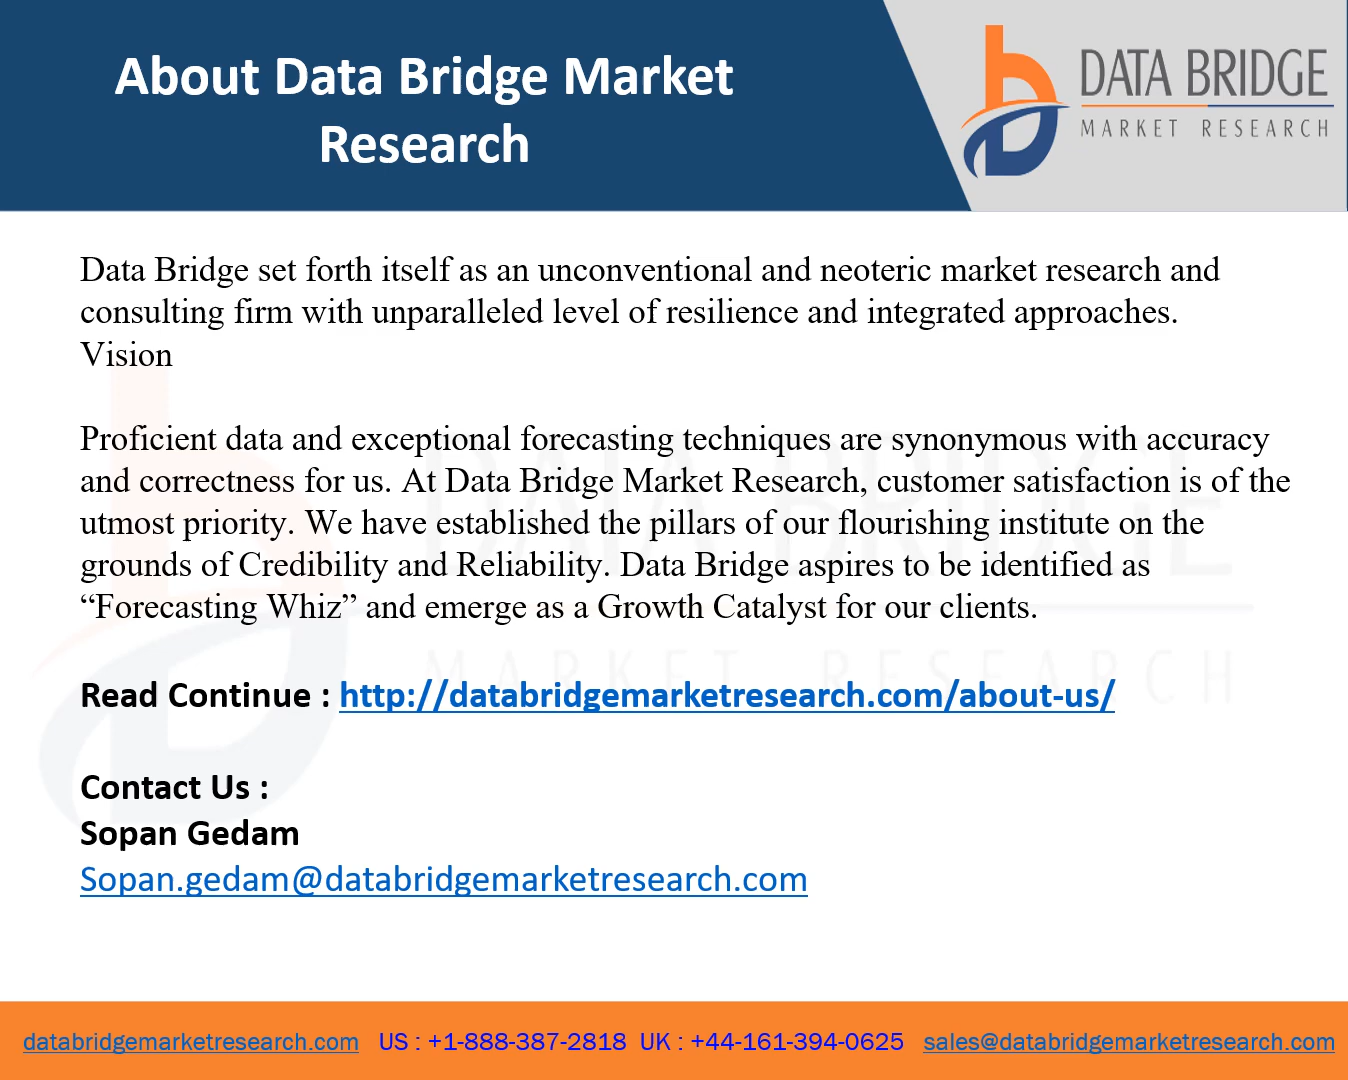 About Data Bridge Market
Research
DATA BRIDGE
MARKET RESEARCH
Data Bridge set forth itself as an unconventional and neoteric market research and
consulting firm with unparalleled level of resilience and integrated approaches.
Vision
Proficient data and exceptional forecasting techniques are synonymous with accuracy
and correctness for us. At Data Bridge Market Research, customer satisfaction is of the
utmost priority. We have established the pillars of our flourishing institute on the
grounds of Credibility and Reliability. Data Bridge aspires to be identified as
“Forecasting Whiz” and emerge as a Growth Catalyst for our clients.
DATA BRIDGE
MARKET RESEARCH
Read Continue : http://databridgemarketresearch.com/about-us/
Contact Us :
Sopan Gedam
Sopan.gedam@databridgemarketresearch.com
databridgemarketresearch.com US : +1-888-387-2818 UK : +44-161-394-0625 sales@databridgemarketresearch.com